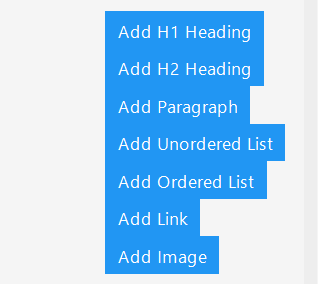 Add H1 Heading
Add H2 Heading
Add Paragraph
Add Unordered List
Add Ordered List
Add Link
Add Image